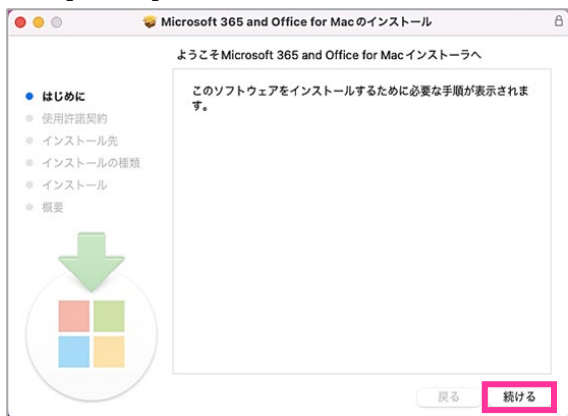 Microsoft 365 and Office for Macのインストール
ようこそMicrosoft 365 and Office for Macインストーラへ
はじめに
使用許諾契約
インストール先
インストールの種類
インストール
概要
このソフトウェアをインストールするために必要な手順が表示されま
す。
戻る
続ける